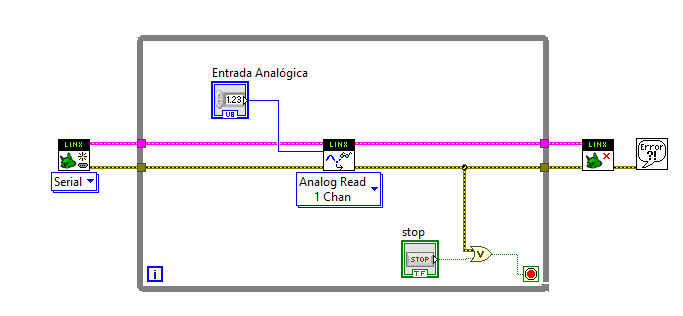 Entrada Analógica
1.23
U8
LINX
LINX
LINX
Error
?!
Serial
Analog Read
1 Chan
stop
STOP
TF
V
i